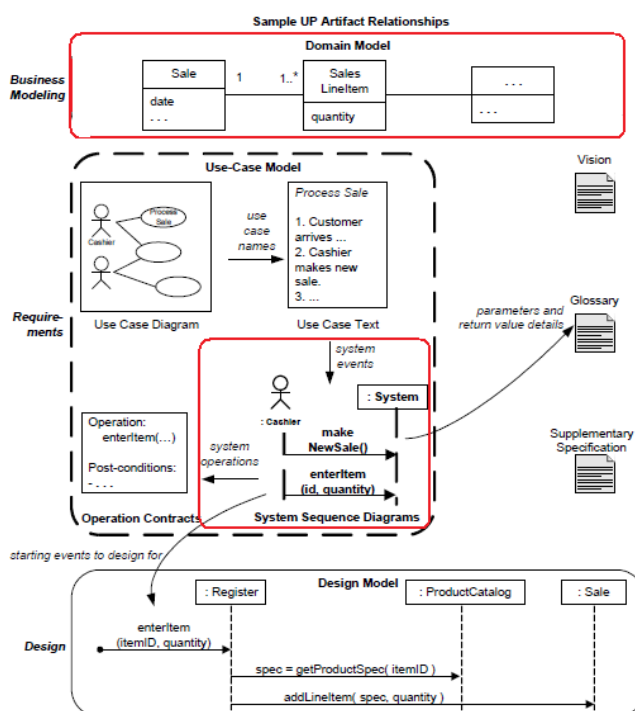 Sample UP Artifact Relationships
Domain Model
Business
Modeling
Sale
1
1..*
Sales
LineItem
. . .
date
. . .
quantity
. . .
Use-Case Model
Vision
Process
Sale
Cashier
use
case
names
Process Sale
1. Customer
arrives ...
2. Cashier
makes new
sale.
3. ...
Use Case Diagram
Use Case Text
Require-
ments
parameters and
return value details
Glossary
system
events
: System
: Cashier
make
NewSale()
Operation:
enterItem(…)
Post-conditions:
- . . .
system
operations
enterItem
(id, quantity)
Supplementary
Specification
Operation Contracts
System Sequence Diagrams
starting events to design for
Design Model
: Register
: ProductCatalog
: Sale
Design
enterItem
(itemID, quantity)
spec = getProductSpec( itemID )
addLineItem( spec, quantity )